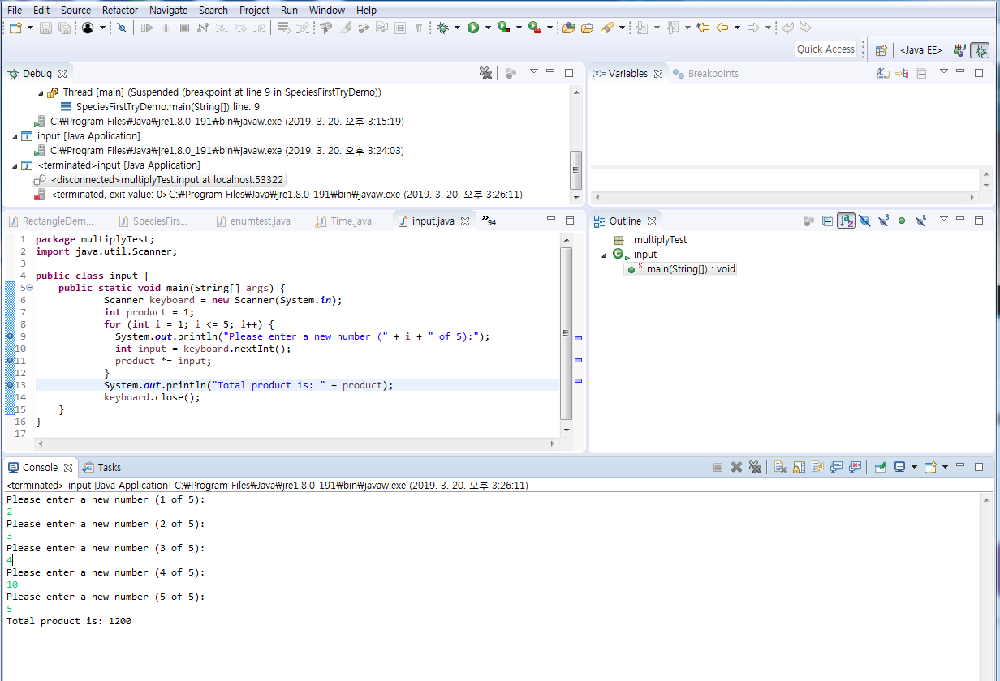 File Edit Source Refactor Navigate Search Project Run Window Help
Quick Access
<Java EE>
Debug
Thread [main] (Suspended (breakpoint at line 9 in SpeciesFirstTryDemo))
SpeciesFirstTryDemo.main(String[]) line: 9
C:₩Program Files₩Java₩jre1.8.0_191₩bin₩javaw.exe (2019. 3. 20. 오후 3:15:19)
input [Java Application]
C:₩Program Files₩Java₩jre1.8.0_191₩bin₩javaw.exe (2019. 3. 20. 오후 3:24:03)
<terminated>input [Java Application]
<disconnected>multiplyTest.input at localhost:53322
<terminated, exit value: 0>C:₩Program Files₩Java₩jre1.8.0_191₩bin₩javaw.exe (2019. 3. 20. 오후 3:26:11)
(x)= Variables Breakpoints
RectangleDem... SpeciesFirs... enumtest.java Time.java input.java »94
1 package multiplyTest;
2 import java.util.Scanner;
3
4 public class input {
5 public static void main(String[] args) {
6 Scanner keyboard = new Scanner(System.in);
7 int product = 1;
8 for (int i = 1; i <= 5; i++) {
9 System.out.println("Please enter a new number (" + i + " of 5):");
10 int input = keyboard.nextInt();
11 product *= input;
12 }
13 System.out.println("Total product is: " + product);
14 keyboard.close();
15 }
16 }
17
Outline
multiplyTest
input
main(String[]) : void
Console Tasks
<terminated> input [Java Application] C:₩Program Files₩Java₩jre1.8.0_191₩bin₩javaw.exe (2019. 3. 20. 오후 3:26:11)
Please enter a new number (1 of 5):
2
Please enter a new number (2 of 5):
3
Please enter a new number (3 of 5):
4
Please enter a new number (4 of 5):
10
Please enter a new number (5 of 5):
5
Total product is: 1200